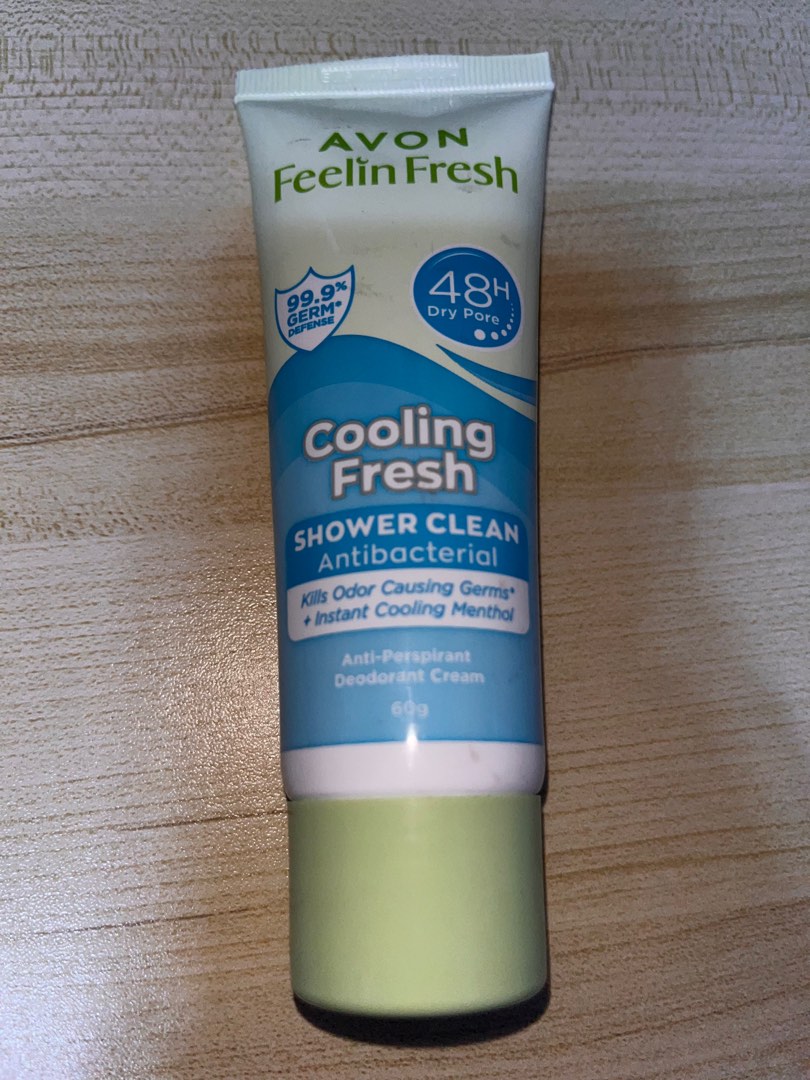 AVON
Feelin Fresh
99.9%
GERM*
DEFENSE
48H
Dry Pore
Cooling
Fresh
SHOWER CLEAN
Antibacterial
Kills Odor Causing Germs*
+ Instant Cooling Menthol
Anti-Perspirant
Deodorant Cream
60g